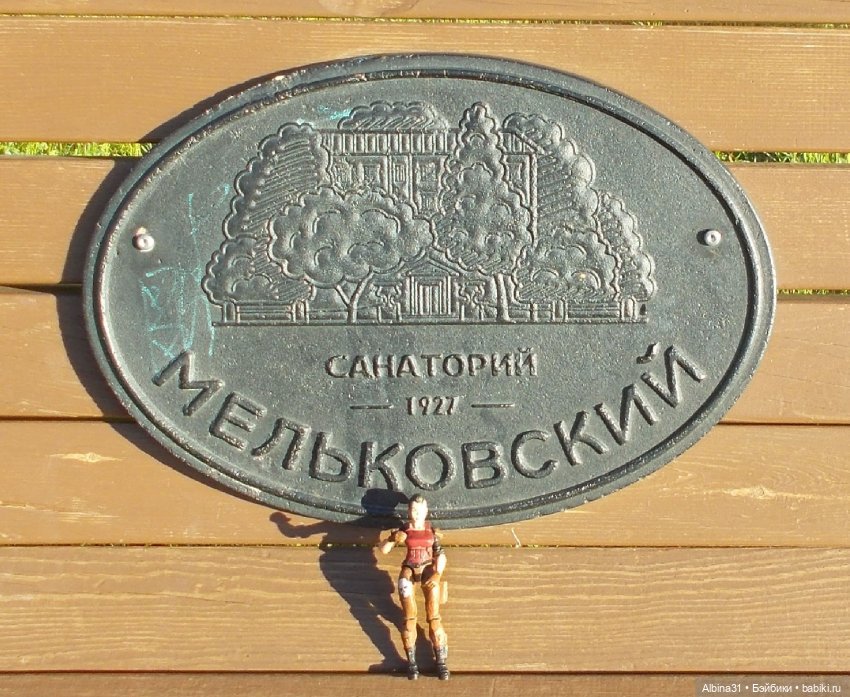 САНАТОРИЙ
1927
МЕЛЬКОВСКИЙ
Albina31 • Бэйбики • babiki.ru